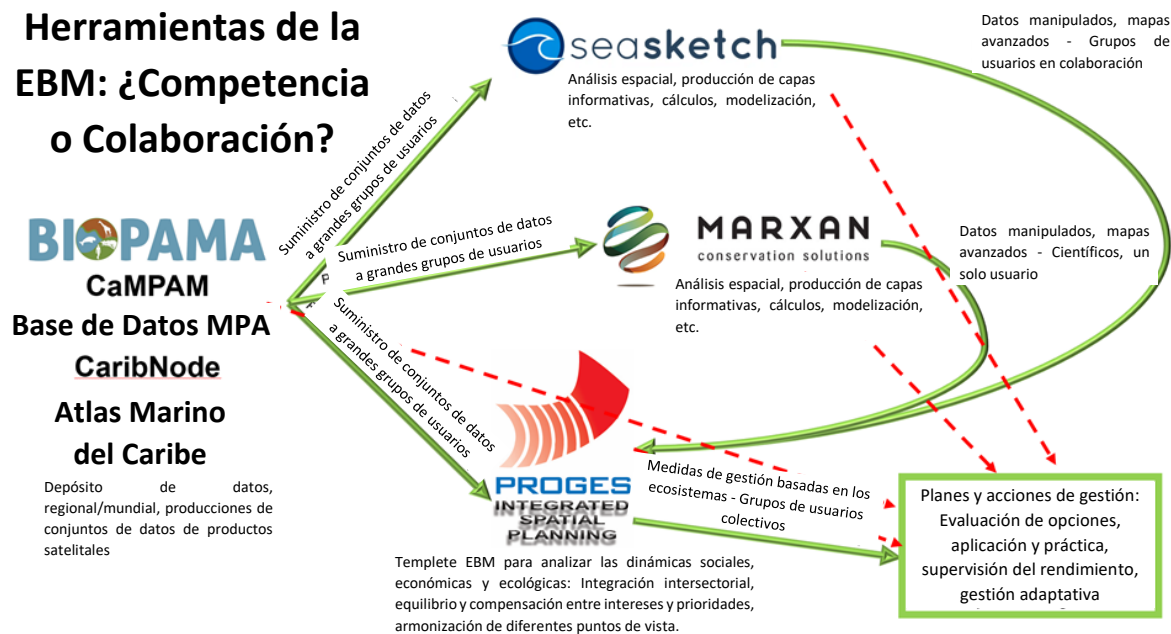 Herramientas de la
EBM: ¿Competencia
o Colaboración?
seasketch
Análisis espacial, producción de capas
informativas, cálculos, modelización,
etc.
Datos manipulados, mapas
avanzados - Grupos de
usuarios en colaboración
Suministro de conjuntos de datos
a grandes grupos de usuarios
BIOPAMA
CaMPAM
Base de Datos MPA
CaribNode
Atlas Marino
del Caribe
Depósito de datos,
regional/mundial, producciones de
conjuntos de datos de productos
satelitales
Suministro de conjuntos de datos
a grandes grupos de usuarios
MARXAN
conservation solutions
Análisis espacial, producción de capas
informativas, cálculos, modelización,
etc.
Datos manipulados, mapas
avanzados - Científicos, un
solo usuario
Suministro de conjuntos de datos
a grandes grupos de usuarios
PROGES
INTEGRATED
SPATIAL
PLANNING
Templete EBM para analizar las dinámicas sociales,
económicas y ecológicas: Integración intersectorial,
equilibrio y compensación entre intereses y prioridades,
armonización de diferentes puntos de vista.
Medidas de gestión basadas en los
ecosistemas - Grupos de usuarios
colectivos
Planes y acciones de gestión:
Evaluación de opciones,
aplicación y práctica,
supervisión del rendimiento,
gestión adaptativa